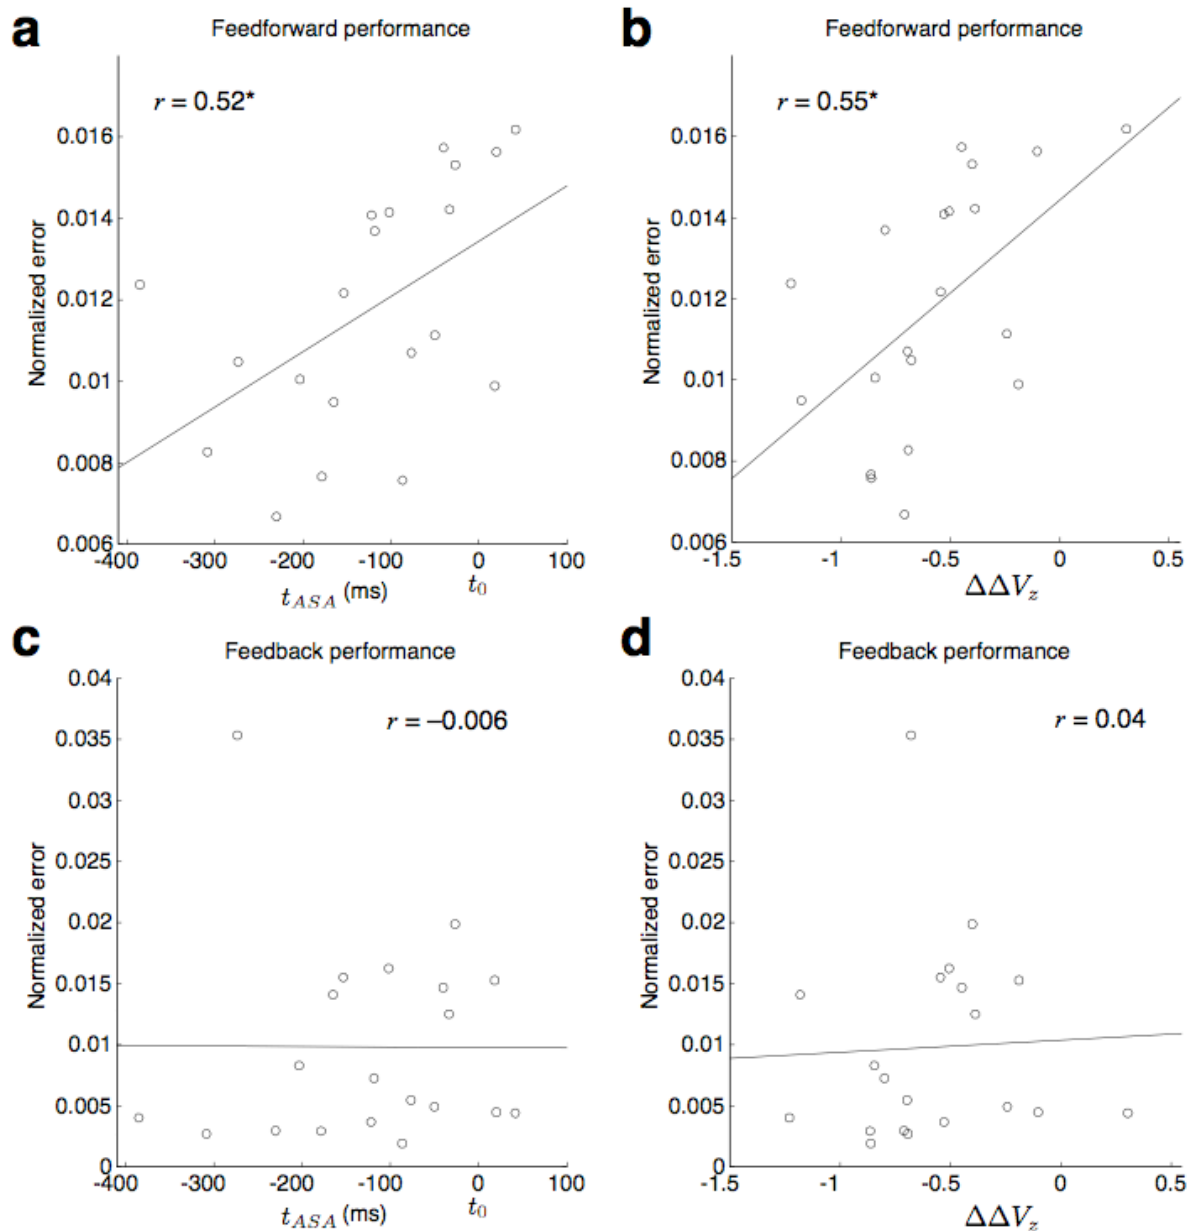 a
Feedforward performance
r = 0.52*
Normalized error
0.016
0.014
0.012
0.01
0.008
0.006
-400 -300 -200 -100 0 100
t_ASA (ms)
t_0
b
Feedforward performance
r = 0.55*
Normalized error
0.016
0.014
0.012
0.01
0.008
0.006
-1.5 -1 -0.5 0 0.5
ΔΔV_z
c
Feedback performance
r = –0.006
Normalized error
0.04
0.035
0.03
0.025
0.02
0.015
0.01
0.005
0
-400 -300 -200 -100 0 100
t_ASA (ms)
t_0
d
Feedback performance
r = 0.04
Normalized error
0.04
0.035
0.03
0.025
0.02
0.015
0.01
0.005
0
-1.5 -1 -0.5 0 0.5
ΔΔV_z